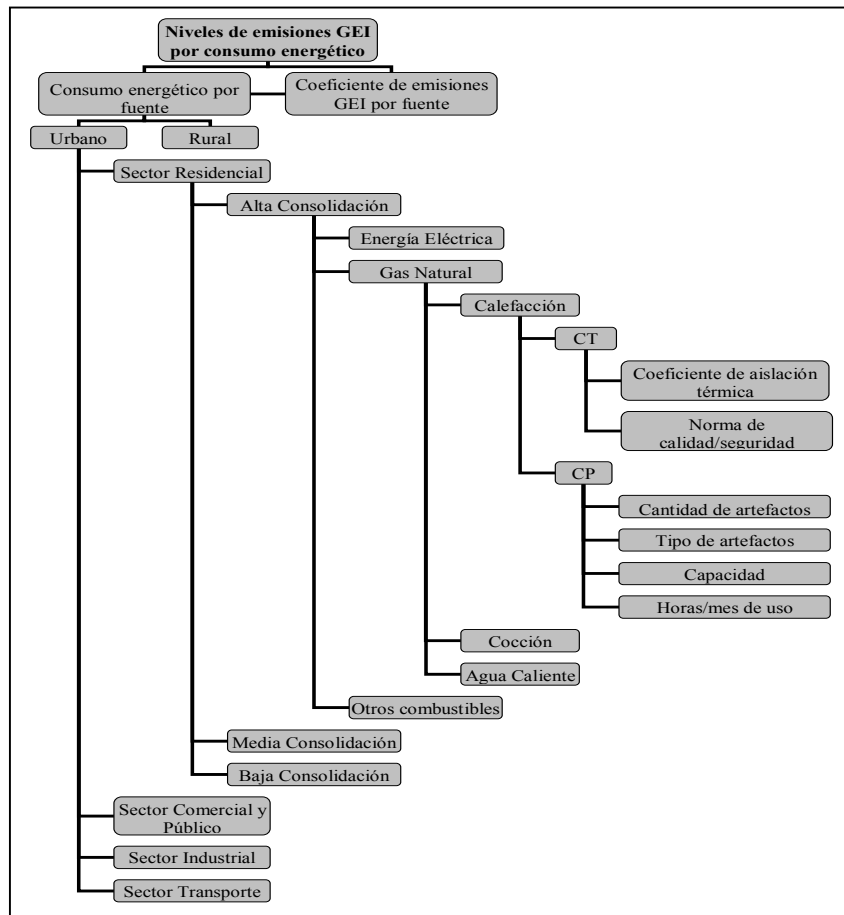 Niveles de emisiones GEI
por consumo energético
Consumo energético por
fuente
Coeficiente de emisiones
GEI por fuente
Urbano
Rural
Sector Residencial
Alta Consolidación
Energía Eléctrica
Gas Natural
Calefacción
CT
Coeficiente de aislación
térmica
Norma de
calidad/seguridad
CP
Cantidad de artefactos
Tipo de artefactos
Capacidad
Horas/mes de uso
Cocción
Agua Caliente
Otros combustibles
Media Consolidación
Baja Consolidación
Sector Comercial y
Público
Sector Industrial
Sector Transporte